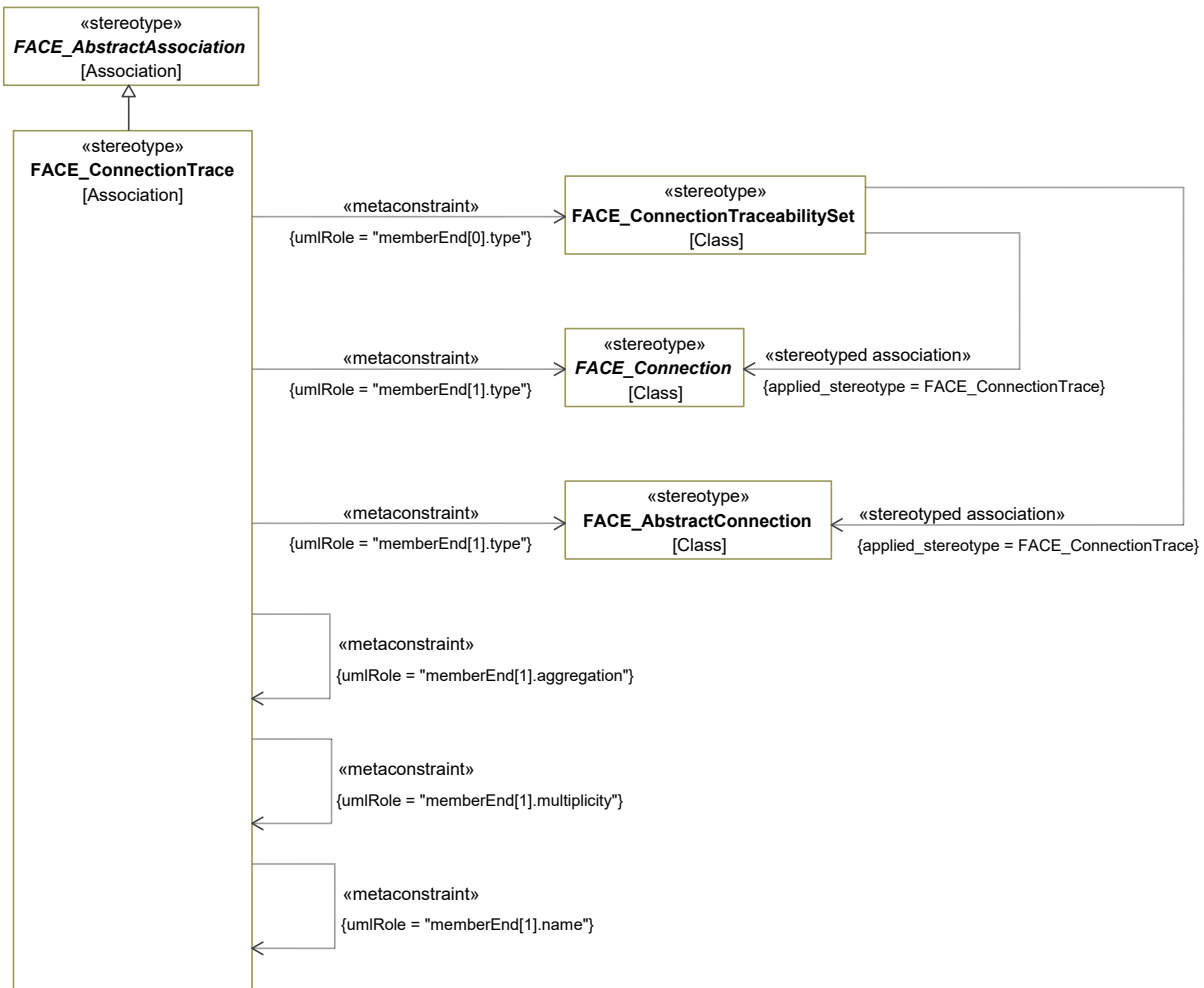 «stereotype»
FACE_AbstractAssociation
[Association]
«stereotype»
FACE_ConnectionTrace
[Association]
«metaconstraint»
{umlRole = "memberEnd[0].type"}
«stereotype»
FACE_ConnectionTraceabilitySet
[Class]
«metaconstraint»
{umlRole = "memberEnd[1].type"}
«stereotype»
FACE_Connection
[Class]
«stereotyped association»
{applied_stereotype = FACE_ConnectionTrace}
«metaconstraint»
{umlRole = "memberEnd[1].type"}
«stereotype»
FACE_AbstractConnection
[Class]
«stereotyped association»
{applied_stereotype = FACE_ConnectionTrace}
«metaconstraint»
{umlRole = "memberEnd[1].aggregation"}
«metaconstraint»
{umlRole = "memberEnd[1].multiplicity"}
«metaconstraint»
{umlRole = "memberEnd[1].name"}